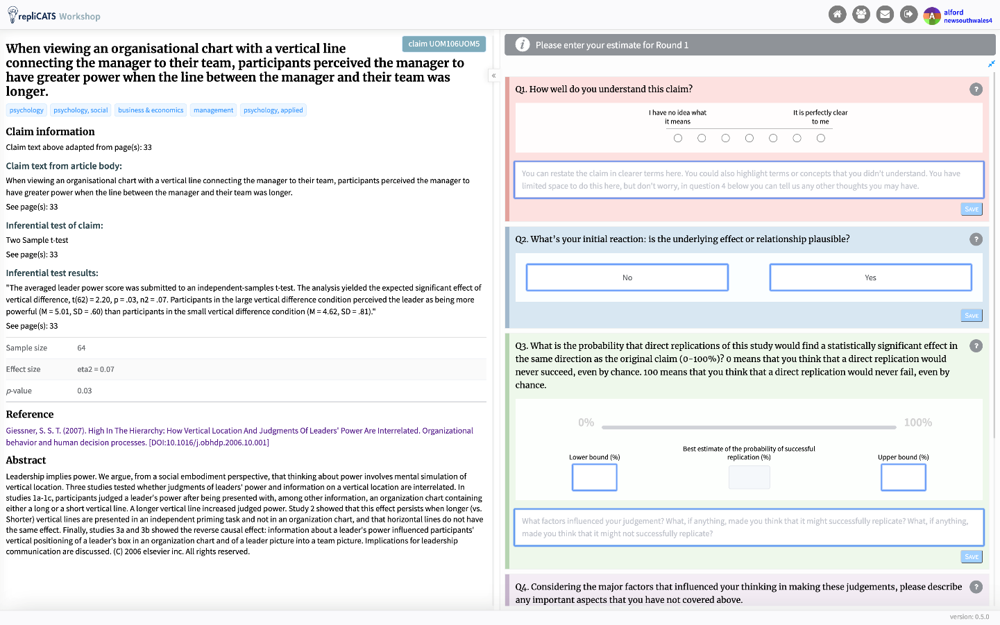 repliCATS Workshop
A
alford
newsouthwales4
When viewing an organisational chart with a vertical line
connecting the manager to their team, participants perceived the manager to
have greater power when the line between the manager and their team was
longer.
claim UOM106UOM5
psychology
psychology, social
business & economics
management
psychology, applied
Claim information
Claim text above adapted from page(s): 33
Claim text from article body:
When viewing an organisational chart with a vertical line connecting the manager to their team, participants perceived the manager to
have greater power when the line between the manager and their team was longer.
See page(s): 33
Inferential test of claim:
Two Sample t-test
See page(s): 33
Inferential test results:
"The averaged leader power score was submitted to an independent-samples t-test. The analysis yielded the expected significant effect of
vertical difference, t(62) = 2.20, p = .03, n2 = .07. Participants in the large vertical difference condition perceived the leader as being more
powerful (M = 5.01, SD = .60) than participants in the small vertical difference condition (M = 4.62, SD = .81)."
See page(s): 33
Sample size 64
Effect size eta2 = 0.07
p-value 0.03
Reference
Giessner, S. S. T. (2007). High In The Hierarchy: How Vertical Location And Judgments Of Leaders' Power Are Interrelated. Organizational
behavior and human decision processes. [DOI:10.1016/j.obhdp.2006.10.001]
Abstract
Leadership implies power. We argue, from a social embodiment perspective, that thinking about power involves mental simulation of
vertical location. Three studies tested whether judgments of leaders' power and information on a vertical location are interrelated. In
studies 1a-1c, participants judged a leader's power after being presented with, among other information, an organization chart containing
either a long or a short vertical line. A longer vertical line increased judged power. Study 2 showed that this effect persists when longer (vs.
Shorter) vertical lines are presented in an independent priming task and not in an organization chart, and that horizontal lines do not have
the same effect. Finally, studies 3a and 3b showed the reverse causal effect: information about a leader's power influenced participants'
vertical positioning of a leader's box in an organization chart and of a leader picture into a team picture. Implications for leadership
communication are discussed. (C) 2006 elsevier inc. All rights reserved.
«
i Please enter your estimate for Round 1
Q1. How well do you understand this claim?
?
I have no idea what
it means
It is perfectly clear
to me
You can restate the claim in clearer terms here. You could also highlight terms or concepts that you didn't understand. You have
limited space to do this here, but don't worry, in question 4 below you can tell us any other thoughts you may have.
SAVE
Q2. What's your initial reaction: is the underlying effect or relationship plausible?
?
No
Yes
SAVE
Q3. What is the probability that direct replications of this study would find a statistically significant effect in
the same direction as the original claim (0-100%)? 0 means that you think that a direct replication would
never succeed, even by chance. 100 means that you think that a direct replication would never fail, even by
chance.
?
0%
100%
Lower bound (%)
Best estimate of the probability of successful
replication (%)
Upper bound (%)
What factors influenced your judgement? What, if anything, made you think that it might successfully replicate? What, if anything,
made you think that it might not successfully replicate?
SAVE
Q4. Considering the major factors that influenced your thinking in making these judgements, please describe
any important aspects that you have not covered above.
?
version: 0.5.0